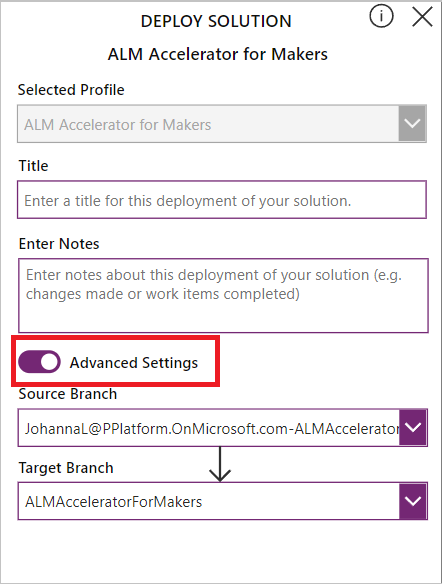 DEPLOY SOLUTION
ALM Accelerator for Makers
Selected Profile
ALM Accelerator for Makers
Title
Enter a title for this deployment of your solution.
Enter Notes
Enter notes about this deployment of your solution (e.g.
changes made or work items completed)
Advanced Settings
Source Branch
JohannaL@PPlatform.OnMicrosoft.com-ALMAccelerator
Target Branch
ALMAcceleratorForMakers